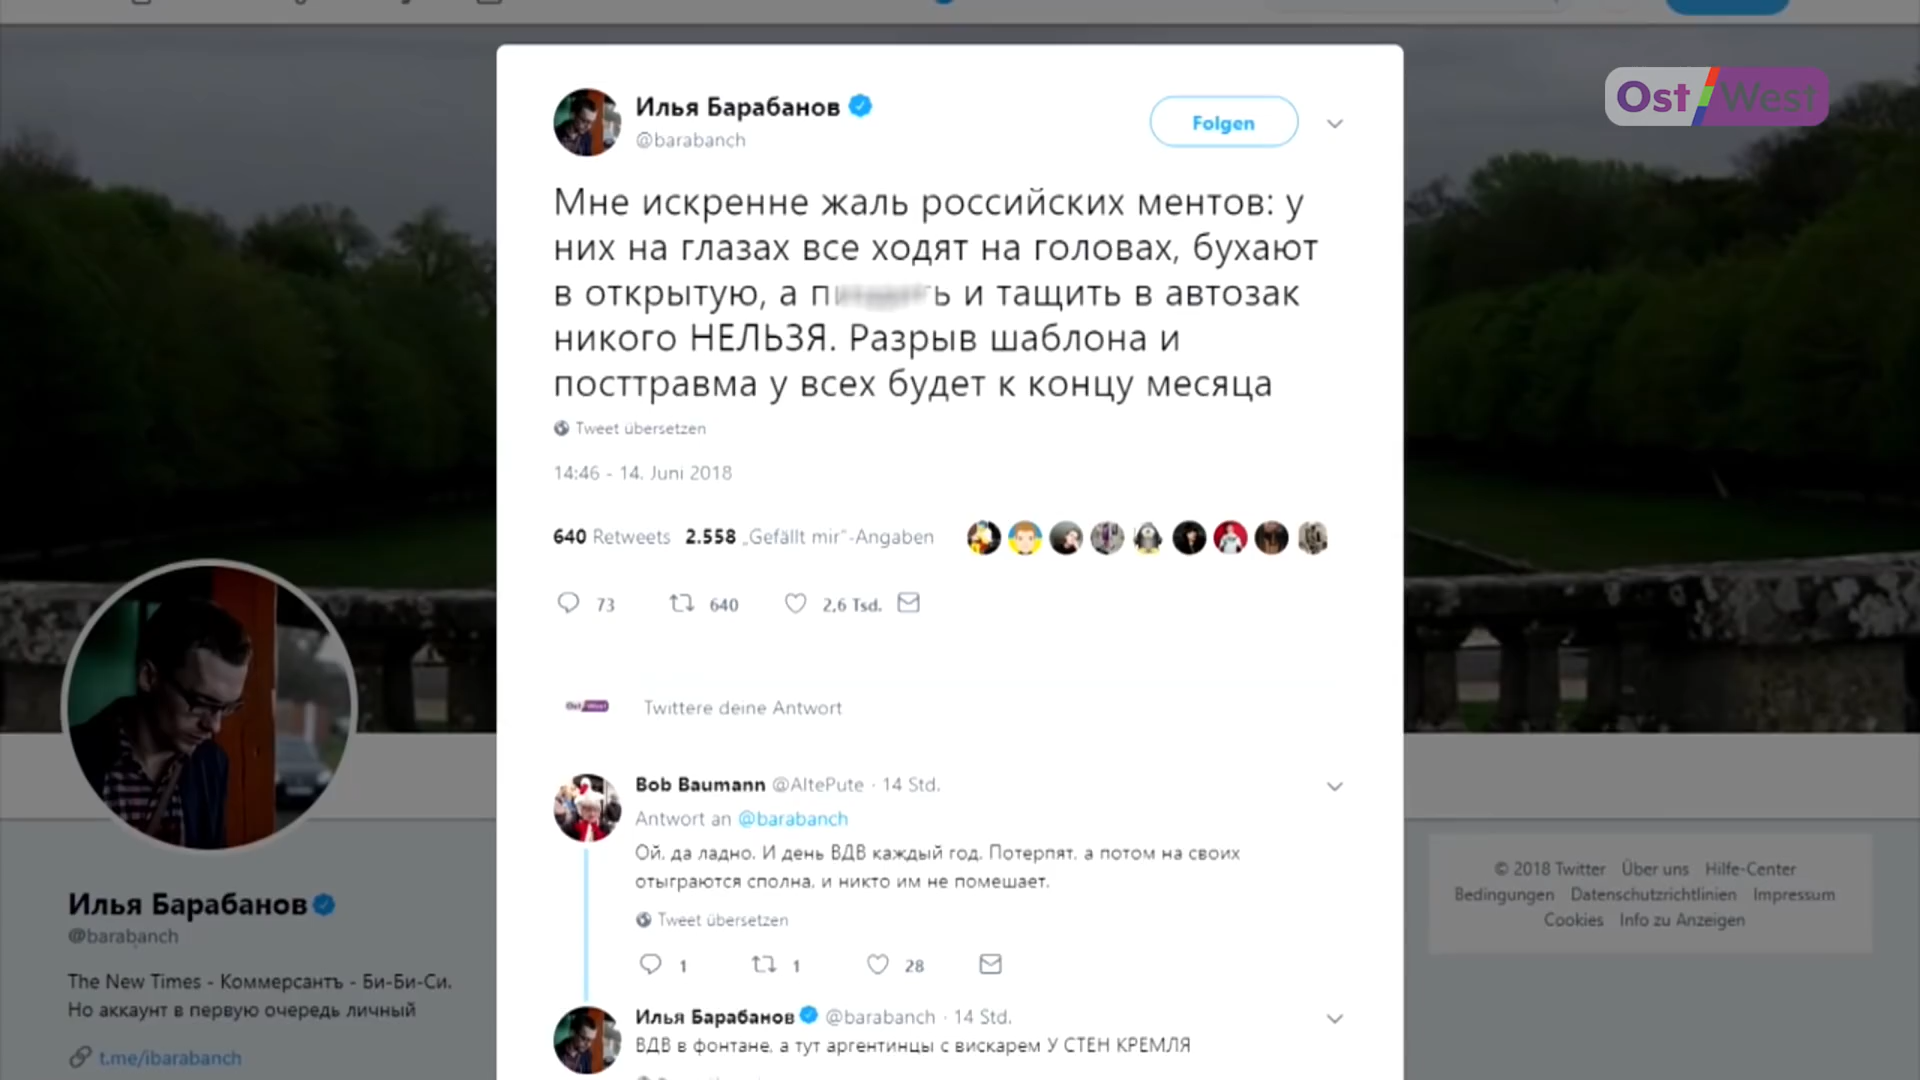 Ost/West
Илья Барабанов
@barabanch
Folgen
Мне искренне жаль российских ментов: у
них на глазах все ходят на головах, бухают
в открытую, а и тащить в автозак
никого НЕЛЬЗЯ. Разрыв шаблона и
посттравма у всех будет к концу месяца
Tweet übersetzen
14:46 - 14. Juni 2018
640 Retweets 2.558 „Gefällt mir“-Angaben
73 640 2,6 Tsd.
Ost/West
Twittere deine Antwort
Bob Baumann @AltePute · 14 Std.
Antwort an @barabanch
Ой, да ладно. И день ВДВ каждый год. Потерпят, а потом на своих
отыграются сполна, и никто им не помешает.
Tweet übersetzen
1 1 28
Илья Барабанов @barabanch · 14 Std.
ВДВ в фонтане, а тут аргентинцы с вискарем У СТЕН КРЕМЛЯ
Илья Барабанов
@barabanch
The New Times - Коммерсантъ - Би-Би-Си.
Но аккаунт в первую очередь личный
t.me/ibarabanch
© 2018 Twitter Über uns Hilfe-Center
Bedingungen Datenschutzrichtlinien Impressum
Cookies Info zu Anzeigen